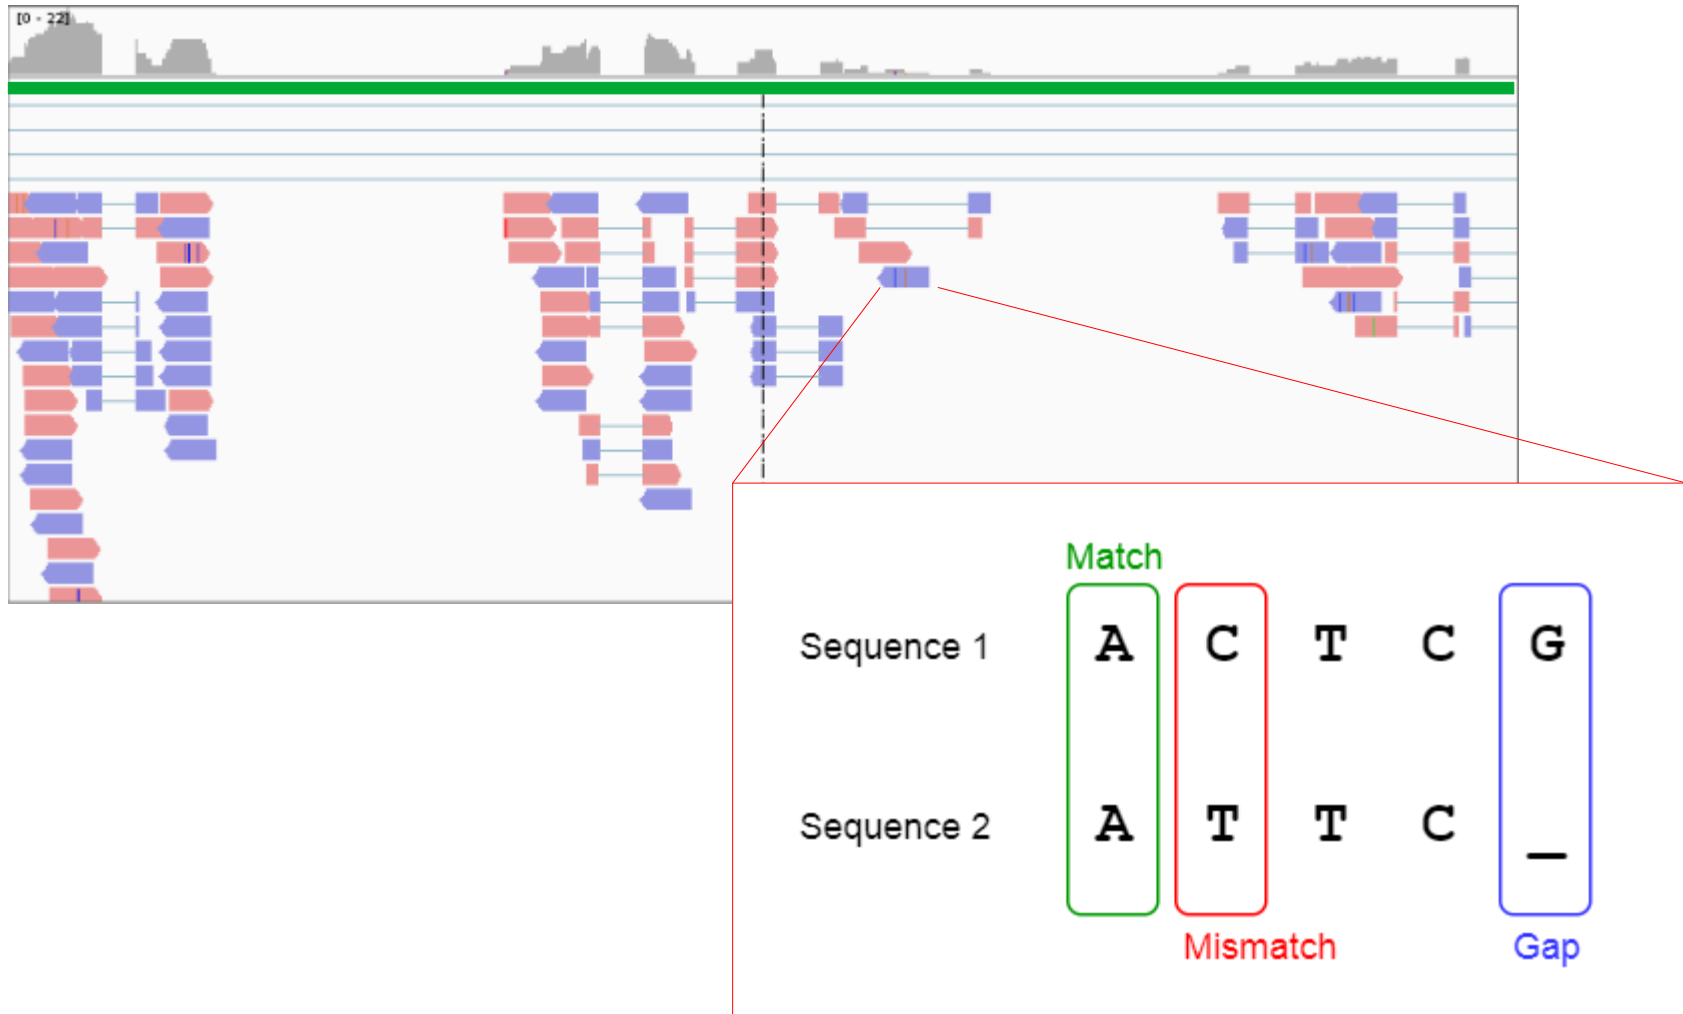 [0 - 22]
Match
Sequence 1 A C T C G
Sequence 2 A T T C _
Mismatch Gap